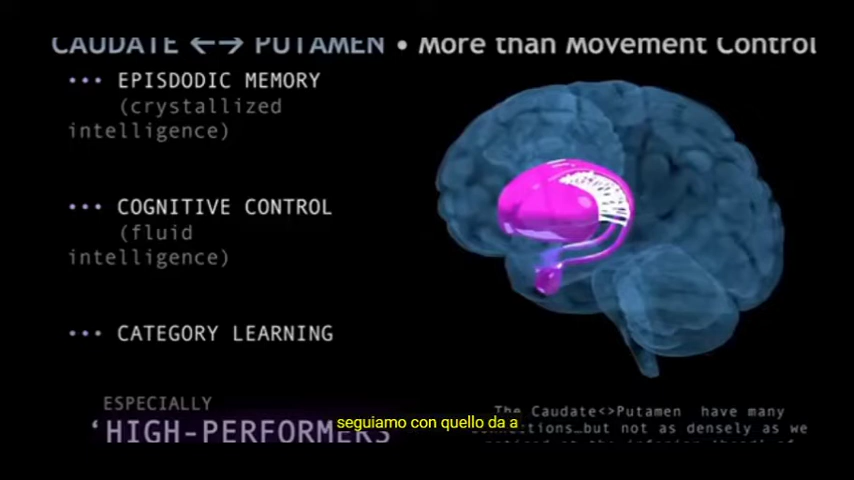 CAUDATE ←→ PUTAMEN • More than Movement Control
••• EPISDODIC MEMORY
(crystallized
intelligence)
••• COGNITIVE CONTROL
(fluid
intelligence)
••• CATEGORY LEARNING
ESPECIALLY
‘HIGH-PERFORMERS
seguiamo con quello da a
The Caudate<>Putamen have many
connections…but not as densely as we